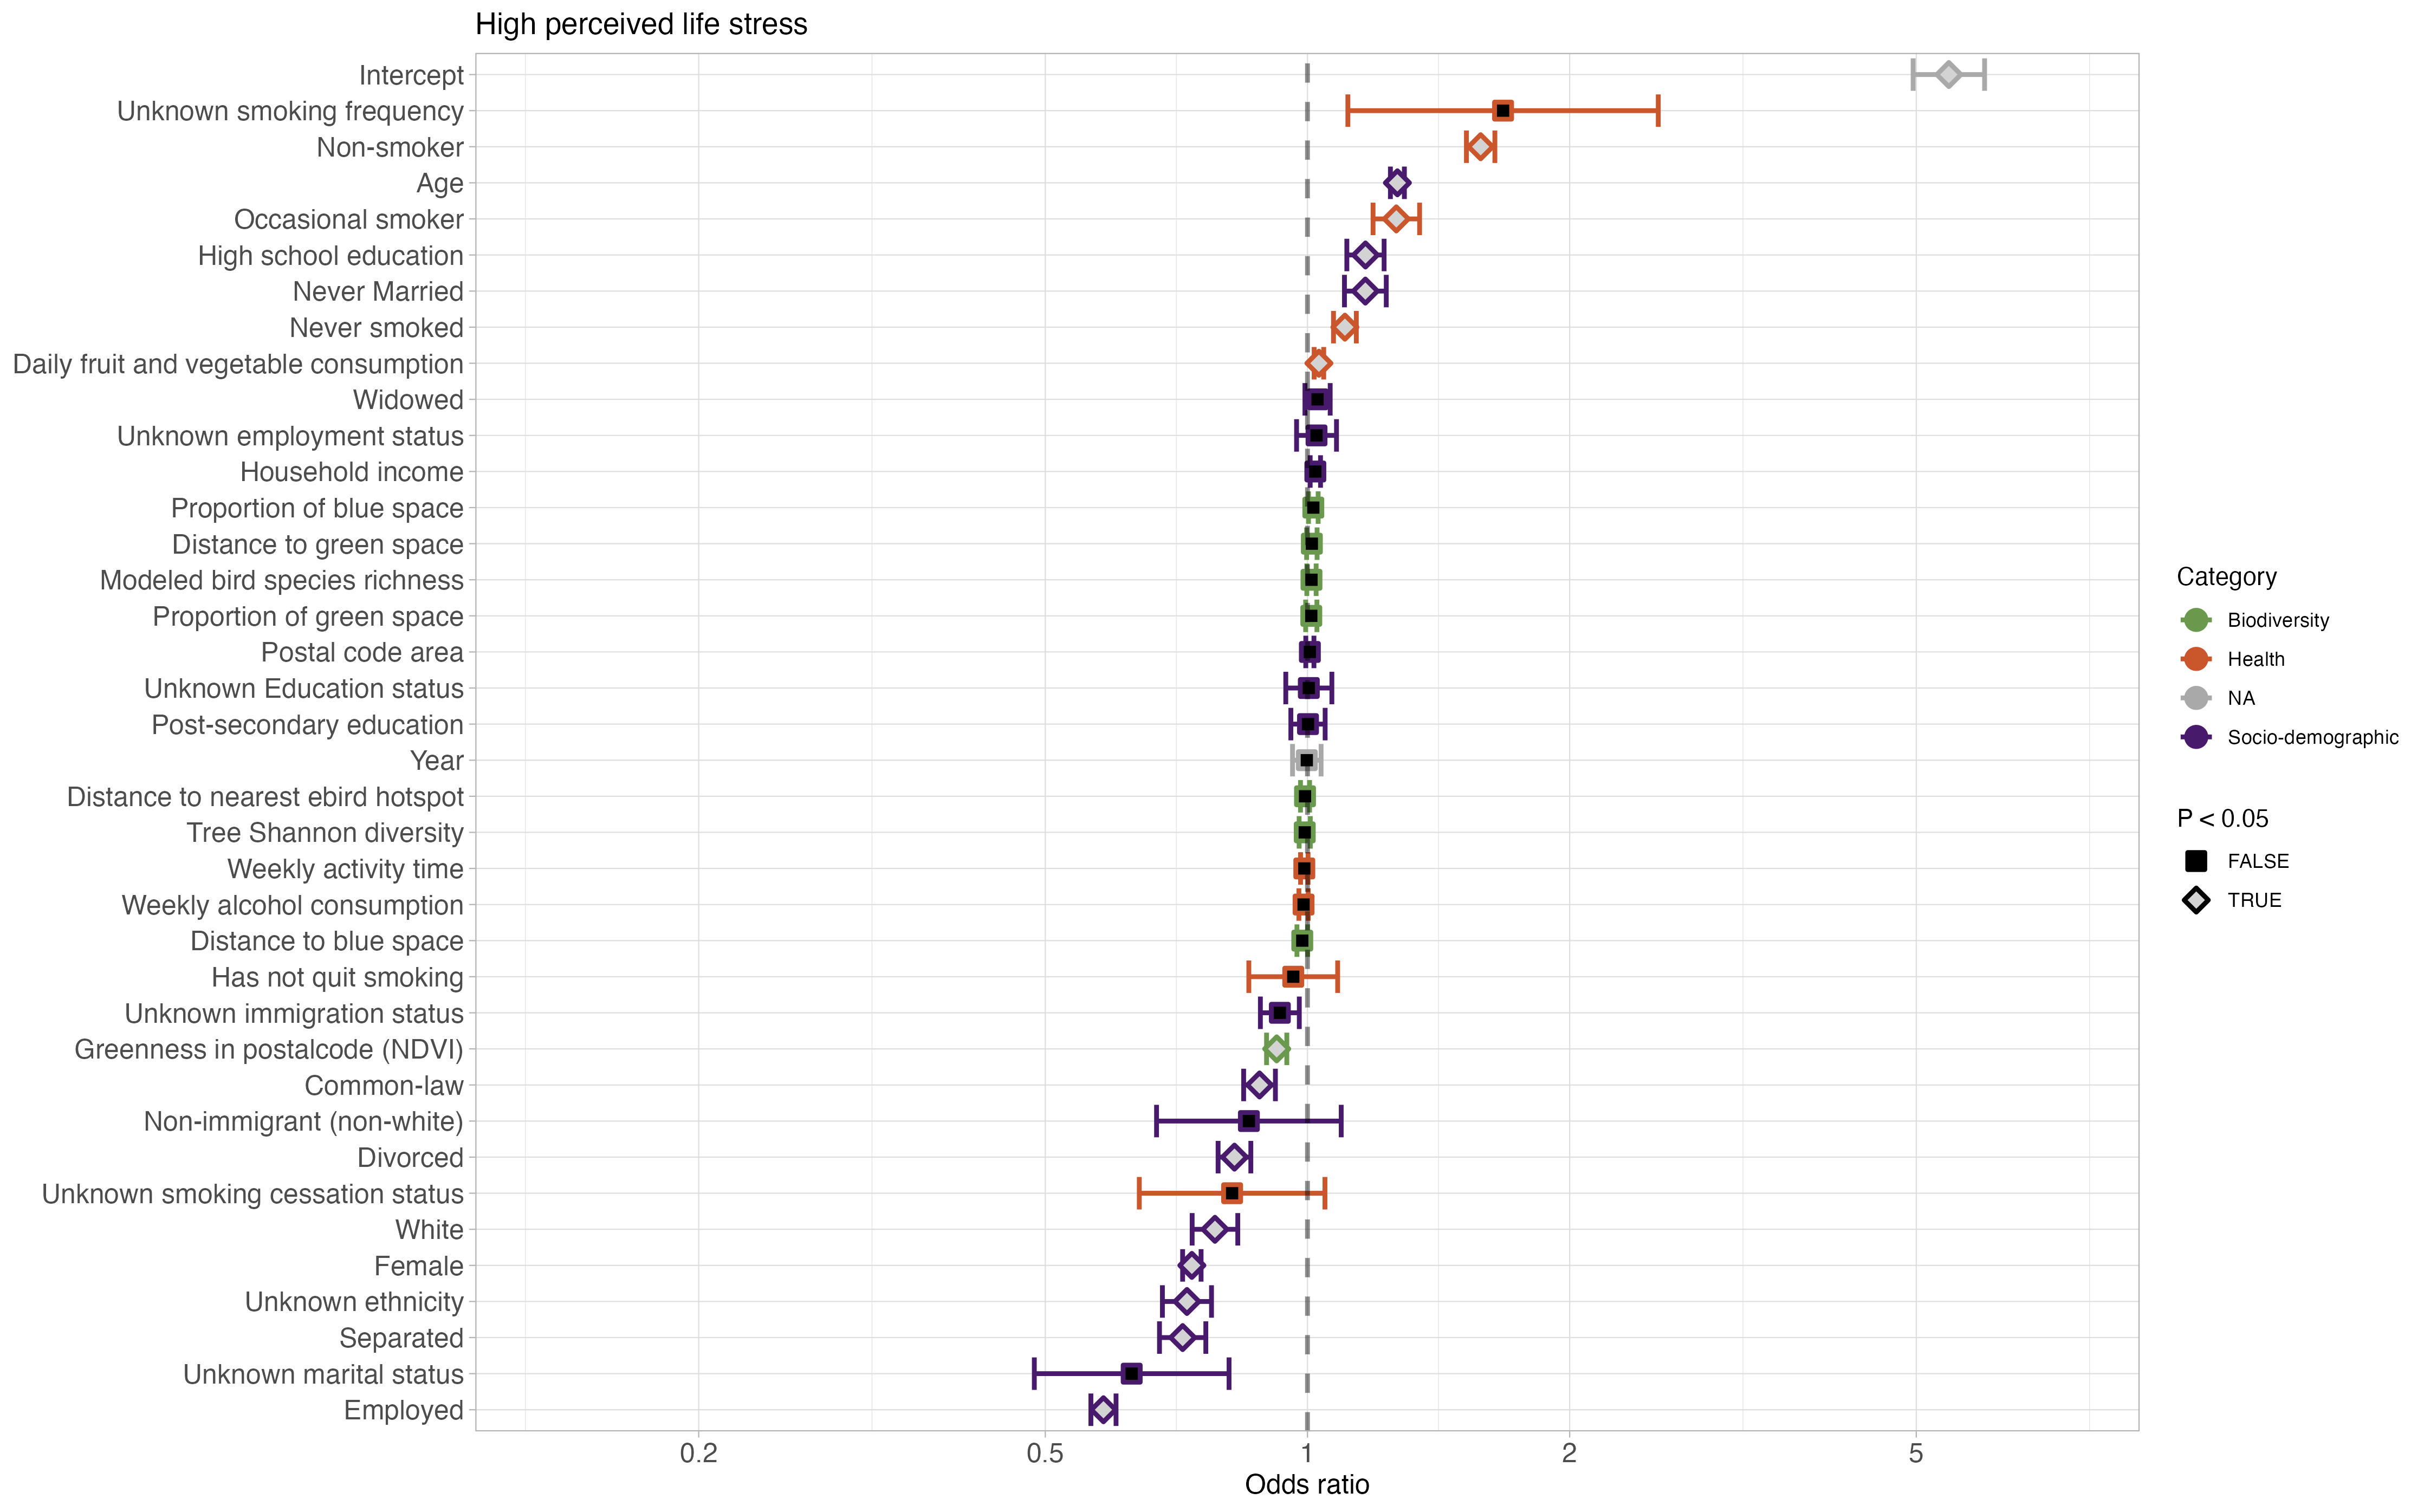 High perceived life stress
Intercept
Unknown smoking frequency
Non-smoker
Age
Occasional smoker
High school education
Never Married
Never smoked
Daily fruit and vegetable consumption
Widowed
Unknown employment status
Household income
Proportion of blue space
Distance to green space
Modeled bird species richness
Proportion of green space
Postal code area
Unknown Education status
Post-secondary education
Year
Distance to nearest ebird hotspot
Tree Shannon diversity
Weekly activity time
Weekly alcohol consumption
Distance to blue space
Has not quit smoking
Unknown immigration status
Greenness in postalcode (NDVI)
Common-law
Non-immigrant (non-white)
Divorced
Unknown smoking cessation status
White
Female
Unknown ethnicity
Separated
Unknown marital status
Employed
0.2 0.5 1 2 5
Odds ratio
Category
Biodiversity
Health
NA
Socio-demographic
P < 0.05
FALSE
TRUE